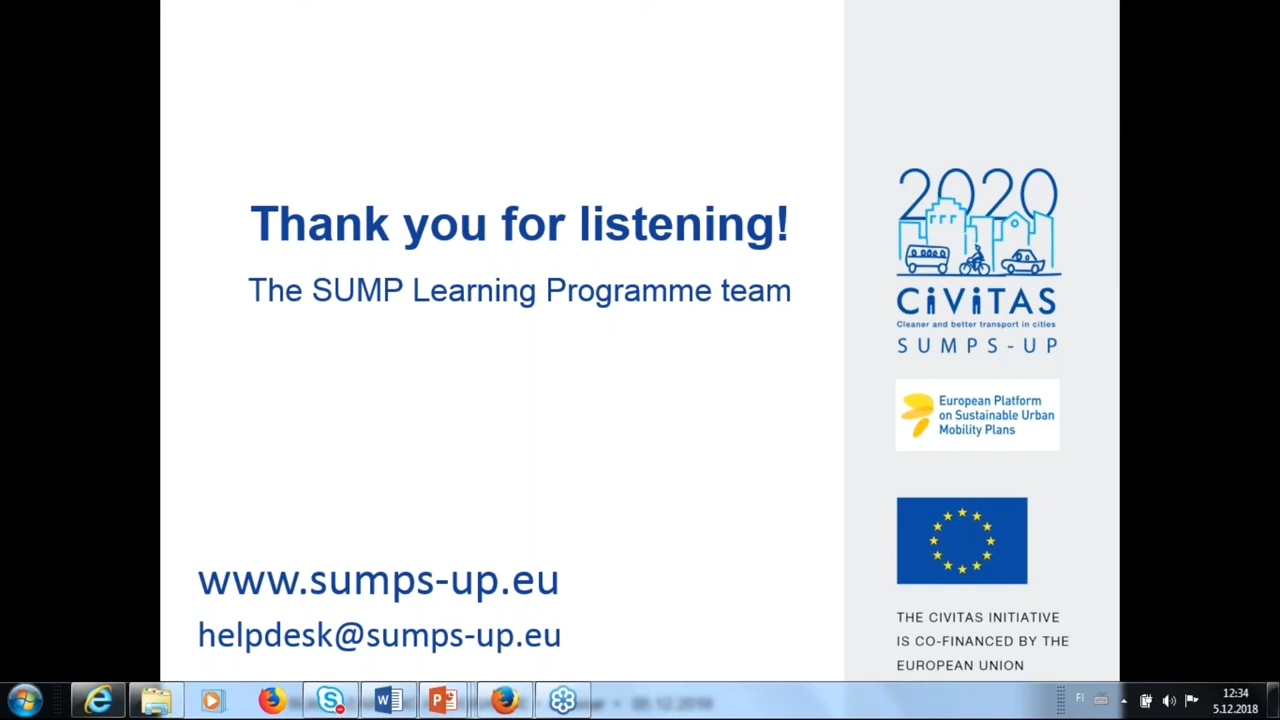 Thank you for listening!
The SUMP Learning Programme team
www.sumps-up.eu
helpdesk@sumps-up.eu
2020
CIVITAS
Cleaner and better transport in cities
SUMPS-UP
European Platform
on Sustainable Urban
Mobility Plans
THE CIVITAS INITIATIVE
IS CO-FINANCED BY THE
EUROPEAN UNION
FI
12:34
5.12.2018